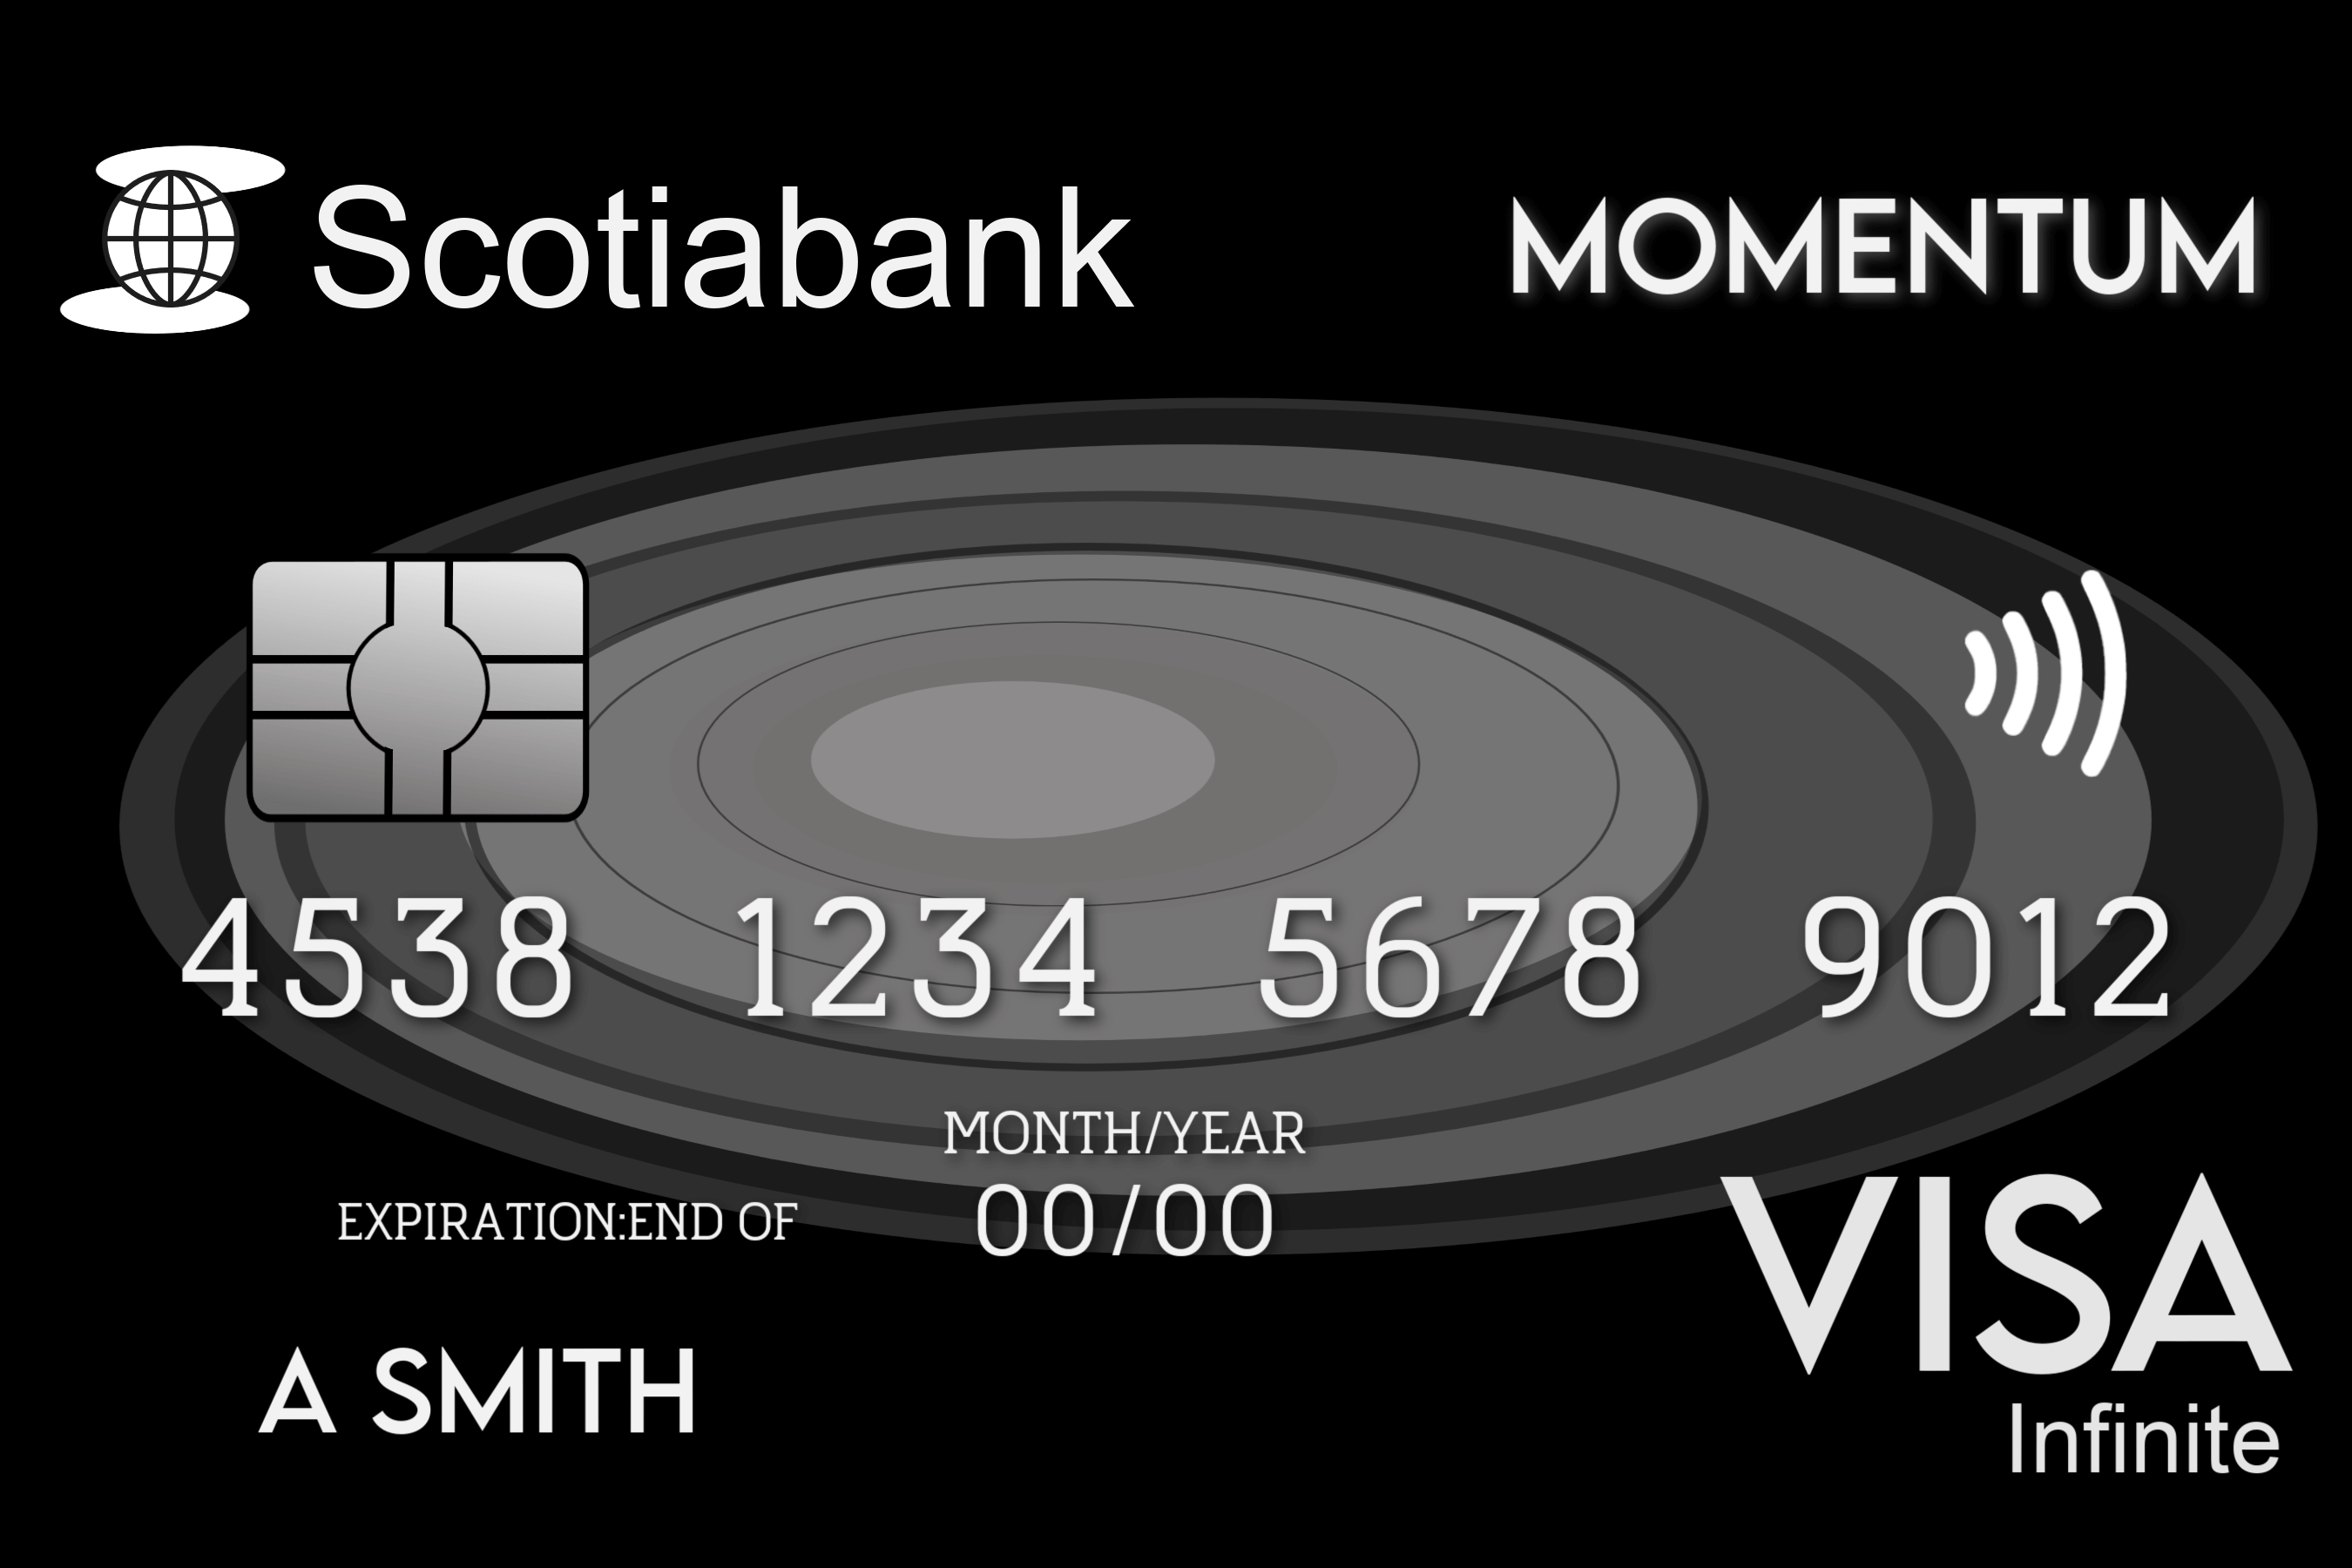 Scotiabank
MOMENTUM
4538 1234 5678 9012
MONTH/YEAR
EXPIRATION:END OF 00/00
A SMITH
VISA
Infinite